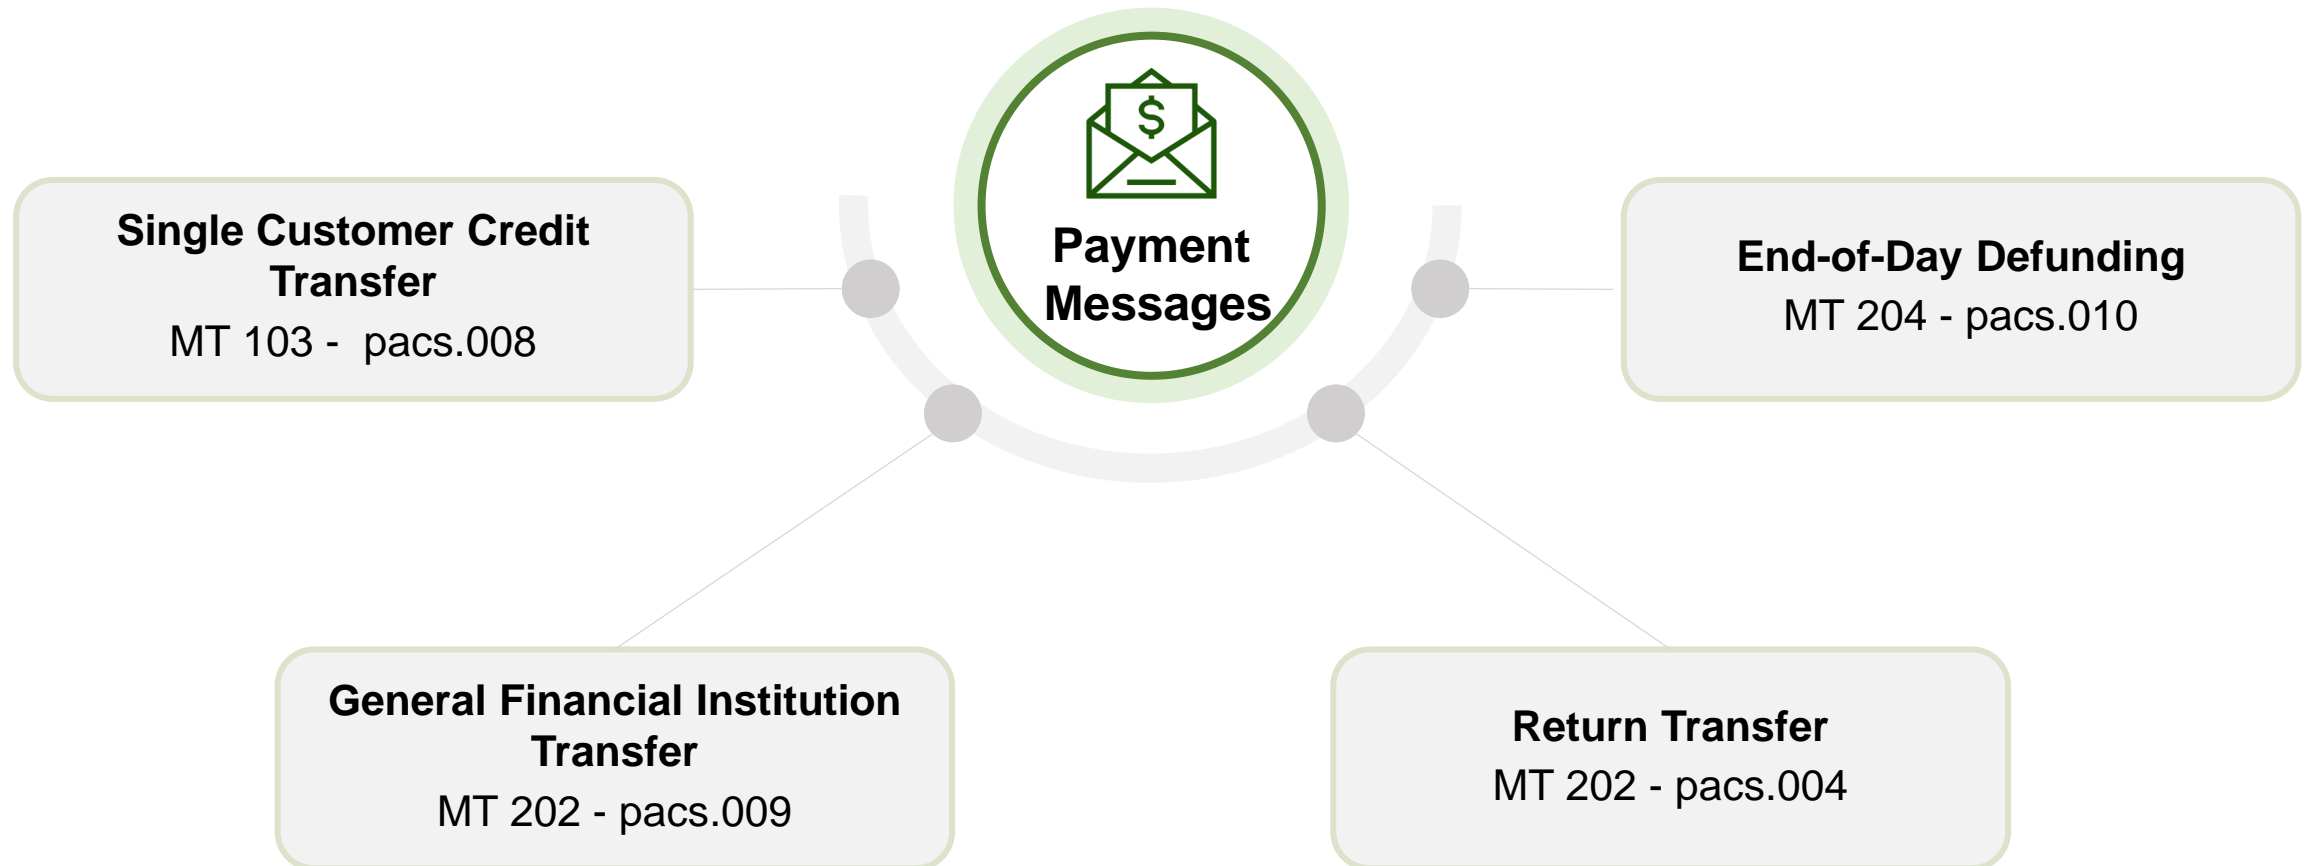 $
Payment
Messages
Single Customer Credit
Transfer
MT 103 -  pacs.008
End-of-Day Defunding
MT 204 - pacs.010
General Financial Institution
Transfer
MT 202 - pacs.009
Return Transfer
MT 202 - pacs.004